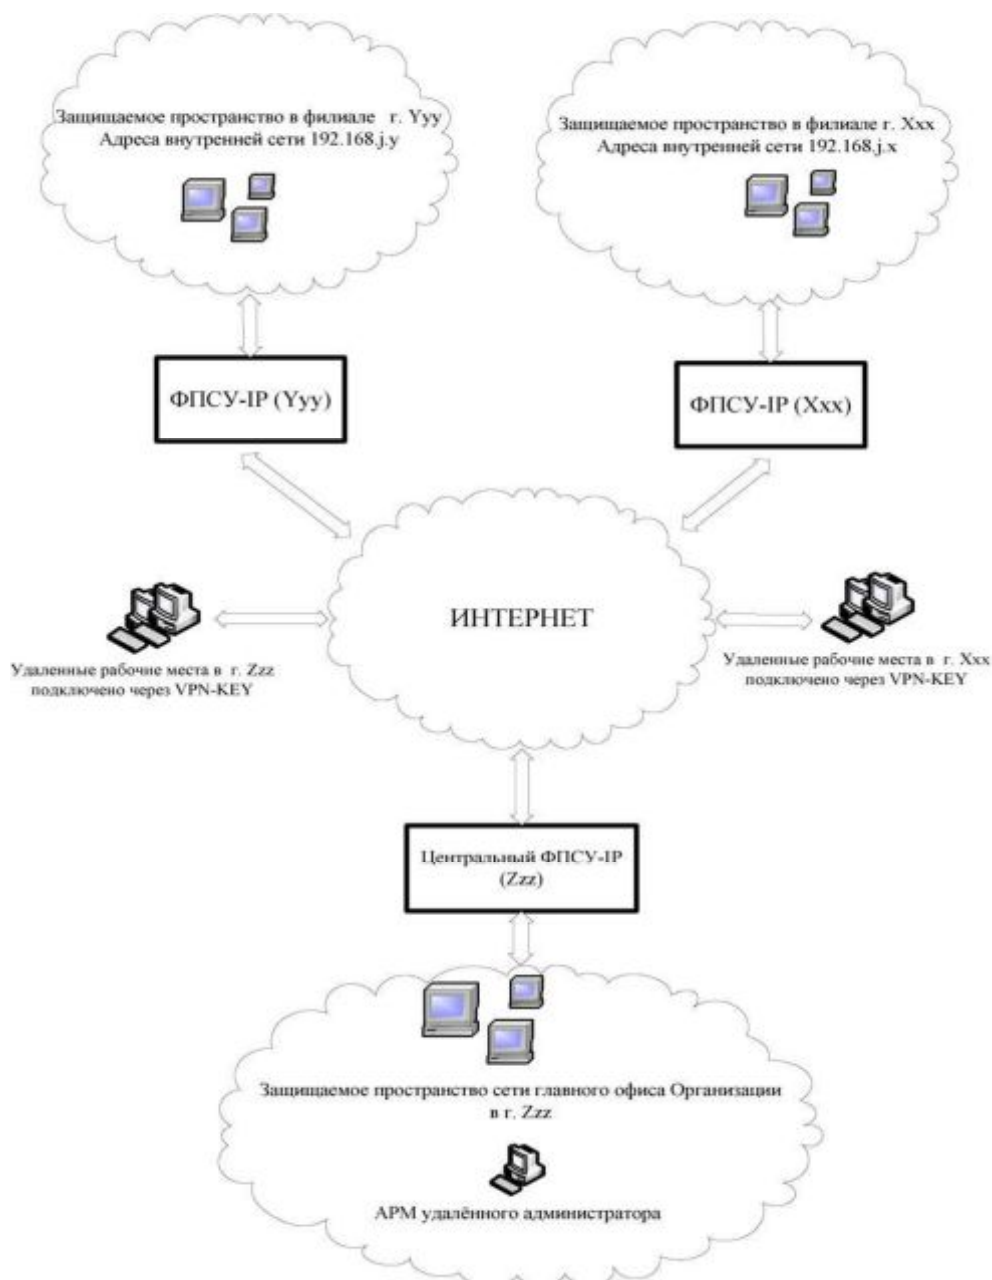 Защищаемое пространство в филиале г. Yyy
Адреса внутренней сети 192.168.j.y
Защищаемое пространство в филиале г. Xxx
Адреса внутренней сети 192.168.j.x
ФПСУ-IP (Yyy)
ФПСУ-IP (Xxx)
ИНТЕРНЕТ
Удаленные рабочие места в г. Zzz
подключено через VPN-KEY
Удаленные рабочие места в г. Xxx
подключено через VPN-KEY
Центральный ФПСУ-IP
(Zzz)
Защищаемое пространство сети главного офиса Организации
в г. Zzz
АРМ удалённого администратора